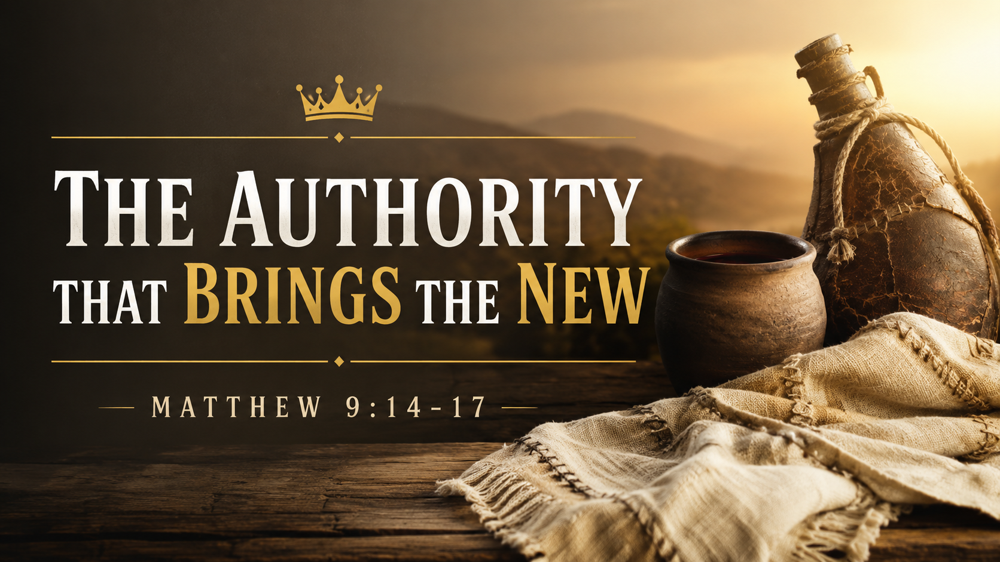 The Authority
that Brings the New
MATTHEW 9:14-17